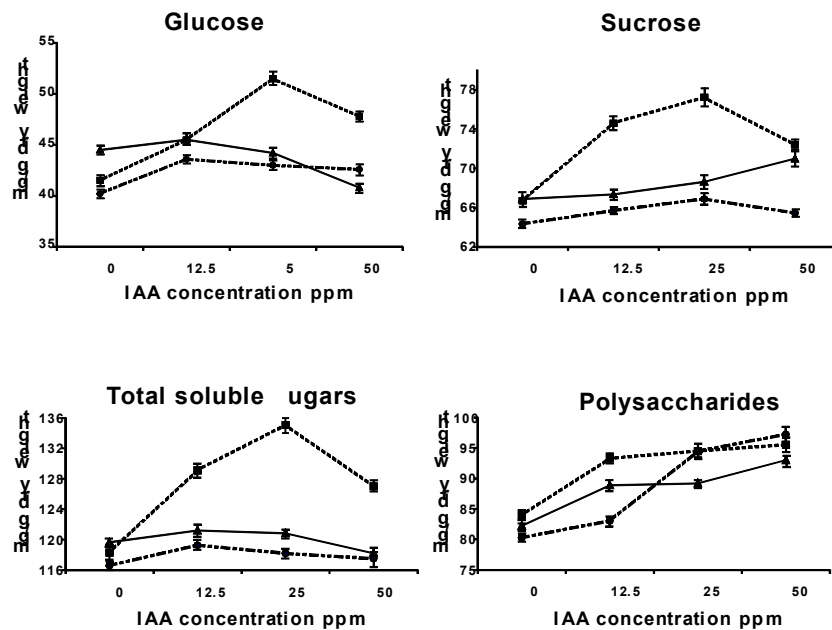 Glucose
55
50
45
40
35
0 12.5 5 50
IAA concentration ppm
Sucrose
78
74
70
66
62
0 12.5 25 50
IAA concentration ppm
Total soluble ugars
136
132
128
124
120
116
0 12.5 25 50
IAA concentration ppm
Polysaccharides
100
95
90
85
80
75
0 12.5 25 50
IAA concentration ppm